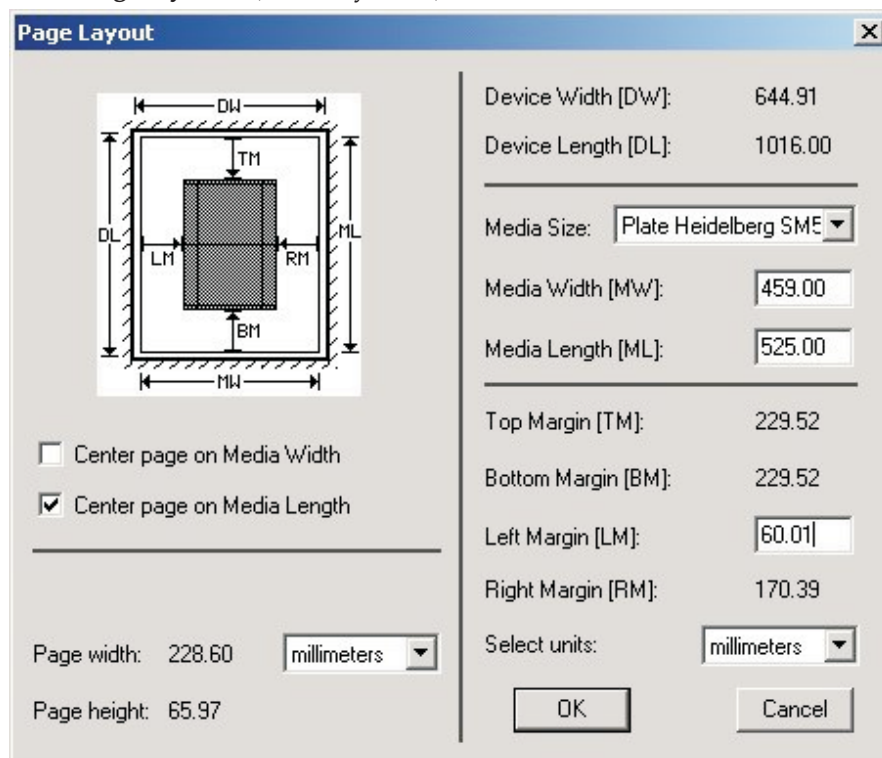 Page Layout
DW
TM
DL
ML
LM
RM
BM
MW
Center page on Media Width
Center page on Media Length
Page width: 228.60 millimeters
Page height: 65.97
Device Width [DW]: 644.91
Device Length [DL]: 1016.00
Media Size: Plate Heidelberg SM5
Media Width [MW]: 459.00
Media Length [ML]: 525.00
Top Margin [TM]: 229.52
Bottom Margin [BM]: 229.52
Left Margin [LM]: 60.01
Right Margin [RM]: 170.39
Select units: millimeters
OK Cancel